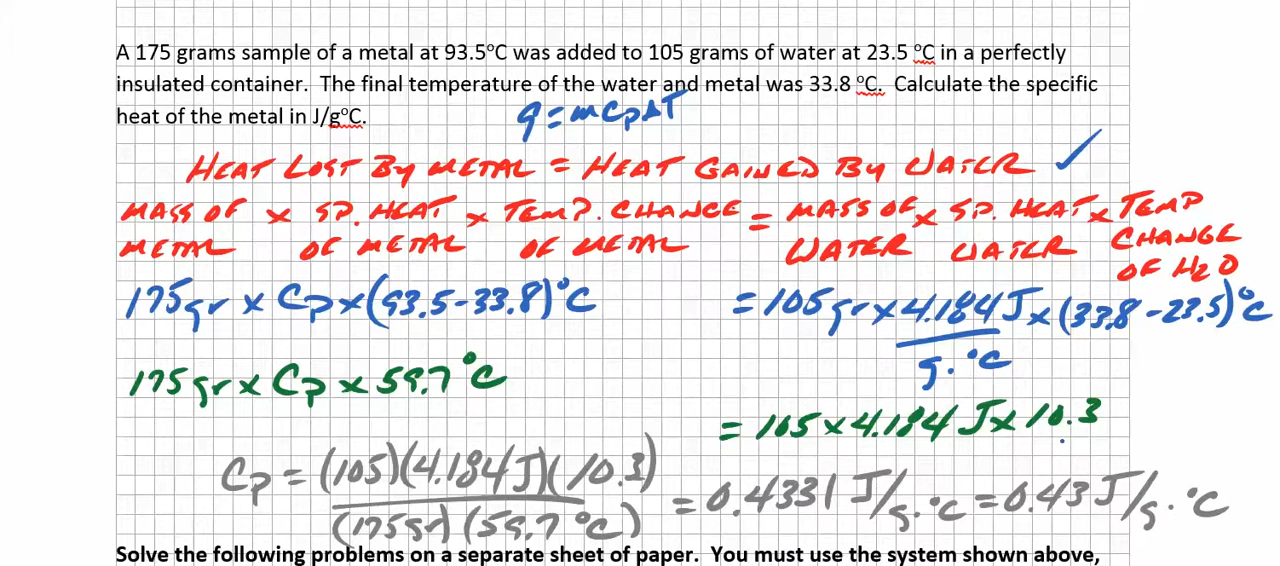 A 175 grams sample of a metal at 93.5°C was added to 105 grams of water at 23.5 °C in a perfectly
insulated container. The final temperature of the water and metal was 33.8 °C. Calculate the specific
heat of the metal in J/g°C.
q = mCpΔT
HEAT LOST BY METAL = HEAT GAINED BY WATER ✓
MASS OF METAL × SP. HEAT OF METAL × TEMP. CHANGE OF METAL = MASS OF WATER × SP. HEAT WATER × TEMP CHANGE OF H2O
175gr × Cp × (93.5-33.8)°C = 105gr × 4.184J/g·°C × (33.8-23.5)°C
175gr × Cp × 59.7°C
= 105 × 4.184 J × 10.3
Cp = (105)(4.184J)(10.3)/(175gr)(59.7°C) = 0.4331 J/g·°C = 0.43 J/g·°C
Solve the following problems on a separate sheet of paper. You must use the system shown above,